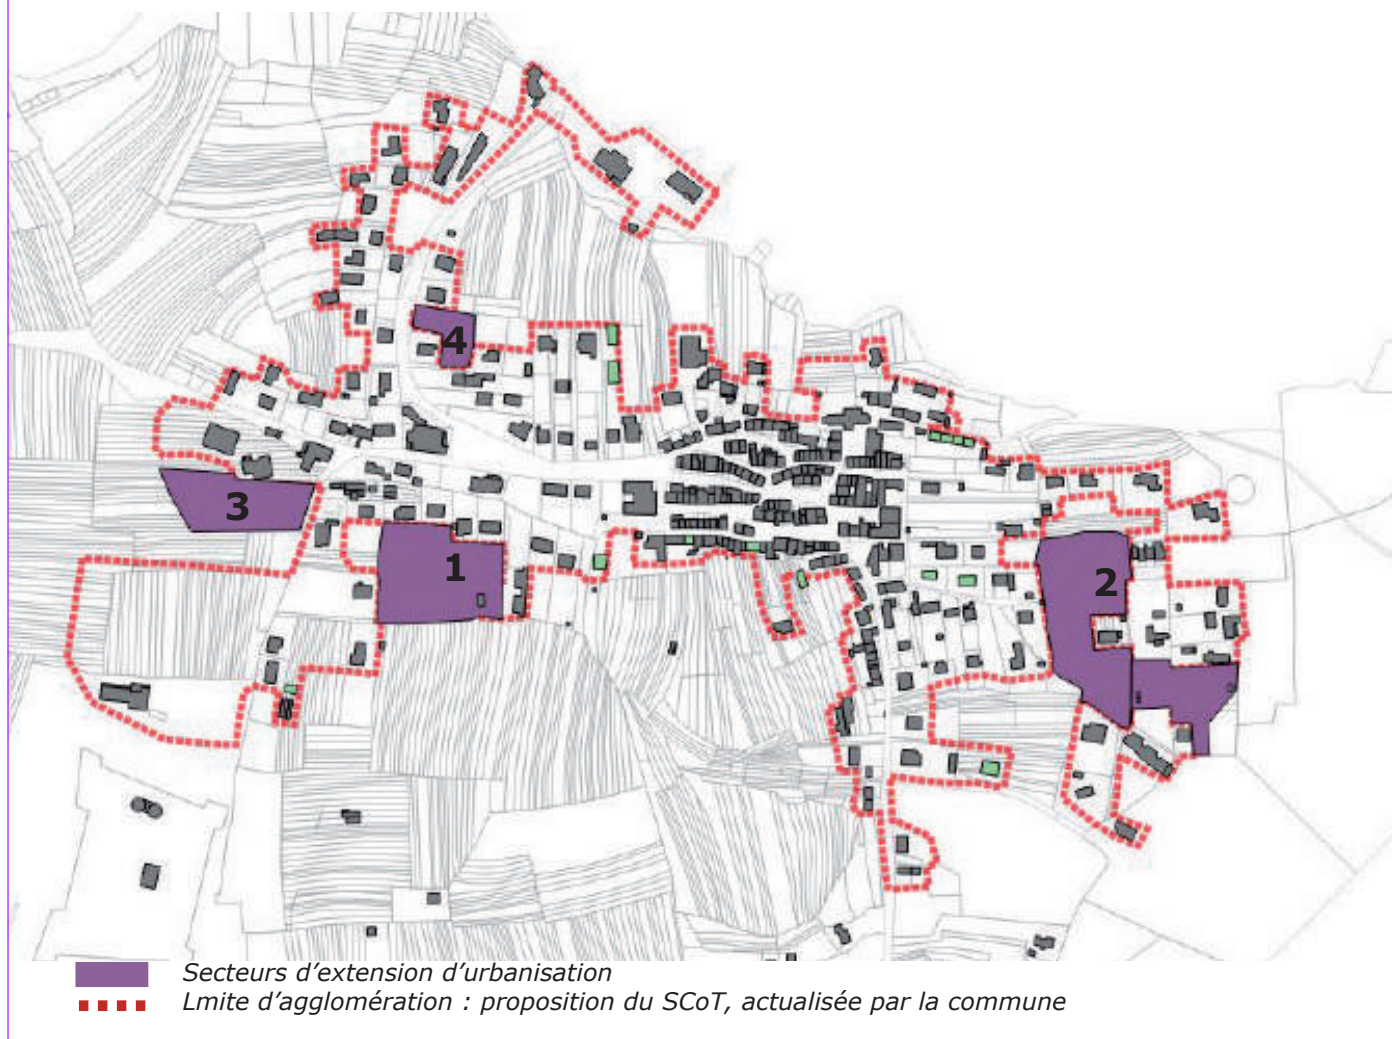 4
3
1
2
Secteurs d’extension d’urbanisation
Lmite d’agglomération : proposition du SCoT, actualisée par la commune